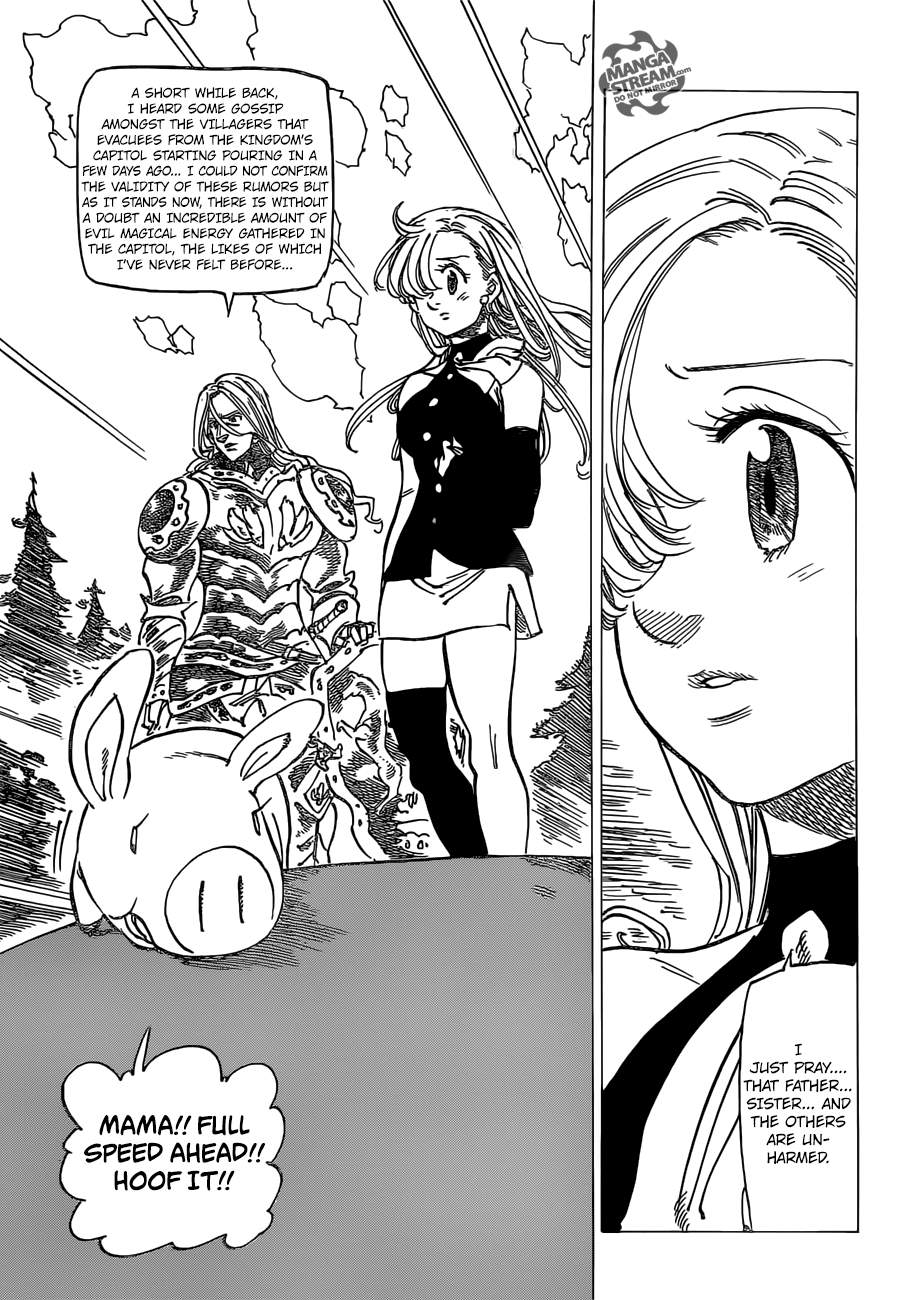 MANGA
STREAM.com
DO NOT MIRROR
I
JUST PRAY....
THAT FATHER...
SISTER... AND
THE OTHERS
ARE UN-
HARMED.
A SHORT WHILE BACK,
I HEARD SOME GOSSIP
AMONGST THE VILLAGERS THAT
EVACUEES FROM THE KINGDOM'S
CAPITOL STARTING POURING IN A
FEW DAYS AGO... I COULD NOT CONFIRM
THE VALIDITY OF THESE RUMORS BUT
AS IT STANDS NOW, THERE IS WITHOUT
A DOUBT AN INCREDIBLE AMOUNT OF
EVIL MAGICAL ENERGY GATHERED IN
THE CAPITOL, THE LIKES OF WHICH
I'VE NEVER FELT BEFORE...
MAMA!! FULL
SPEED AHEAD!!
HOOF IT!!